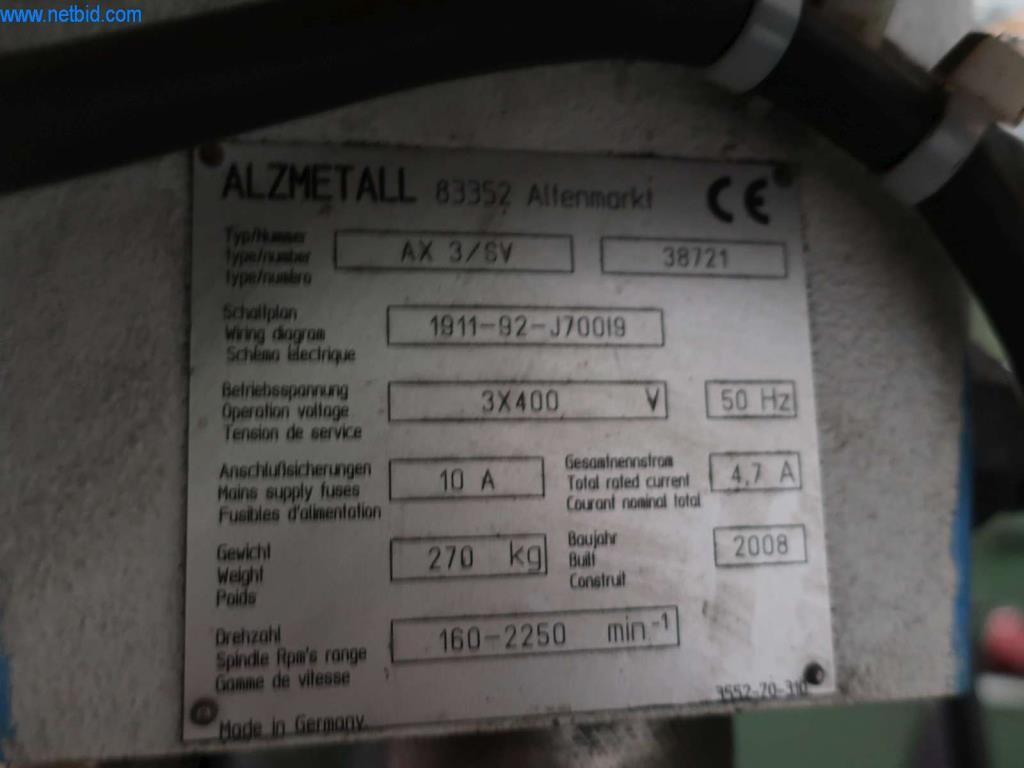 www.netbid.com
ALZMETALL 83352 Altenmarkt CE
Typ/Nummer
Type/number AX 3/SV 38721
Type/numéro
Schaltplan
Wiring diagram 1911-92-J70019
Schéma électrique
Betriebsspannung
Operation voltage 3X400 V 50 Hz
Tension de service
Anschlußsicherungen Gesamtnennstrom
Mains supply fuses 10 A Total rated current 4,7 A
Fusibles d'alimentation Courant nominal total
Gewicht Baujahr
Weight 270 kg Built 2008
Poids Construit
Drehzahl
Spindle Rpm's range 160-2250 min⁻¹
Gamme de vitesse
3552-70-310
Made in Germany